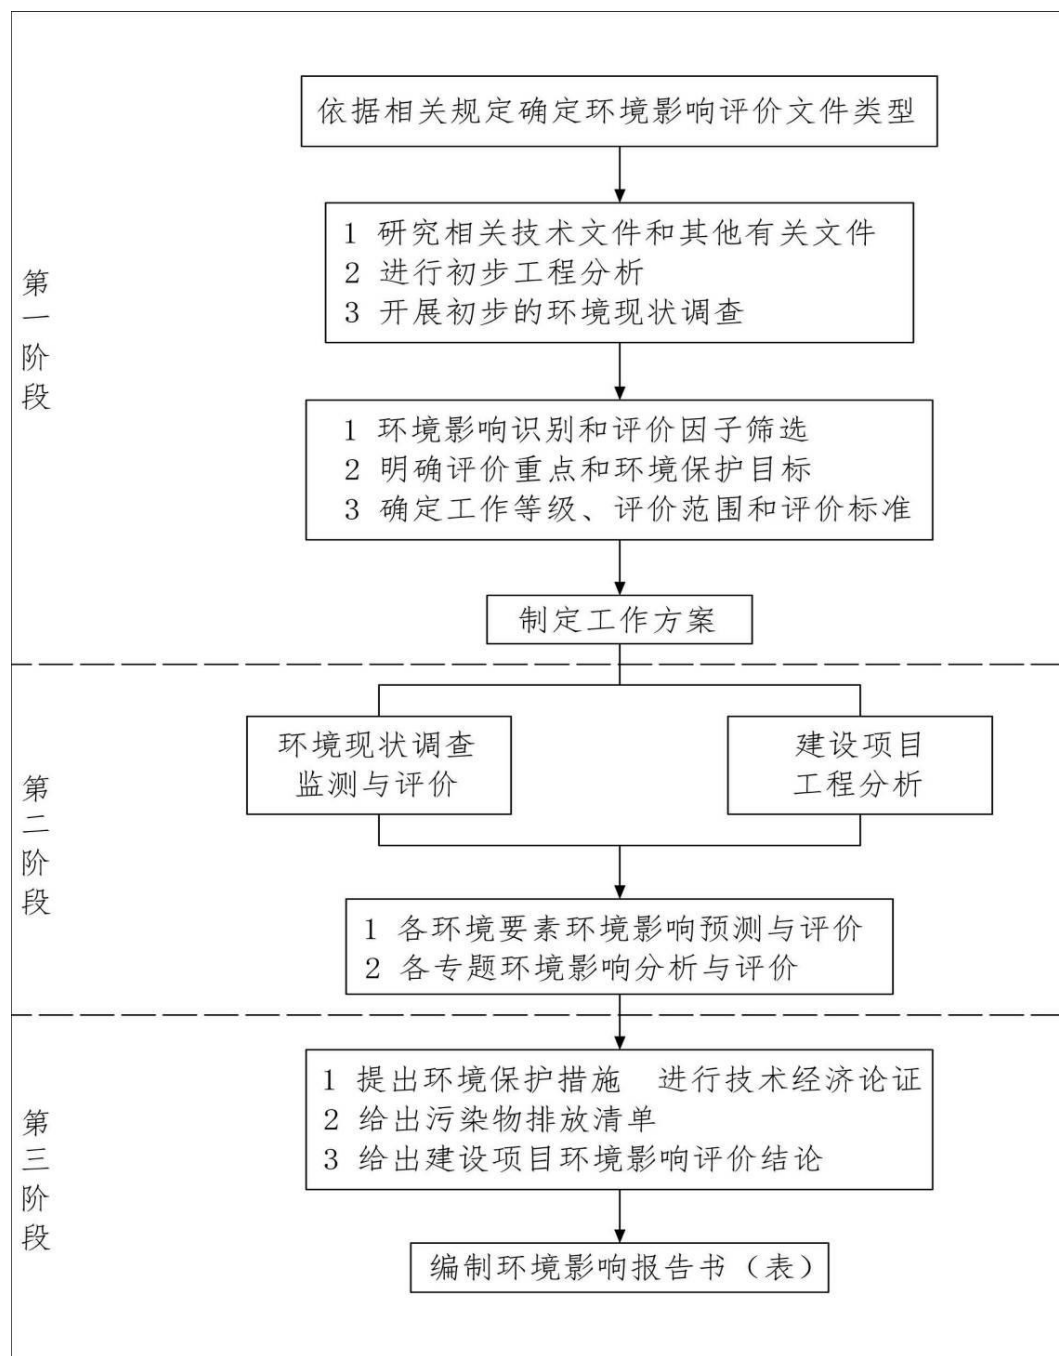 依据相关规定确定环境影响评价文件类型
1 研究相关技术文件和其他有关文件
2 进行初步工程分析
3 开展初步的环境现状调查
第一阶段
1 环境影响识别和评价因子筛选
2 明确评价重点和环境保护目标
3 确定工作等级、评价范围和评价标准
制定工作方案
环境现状调查
监测与评价
建设项目
工程分析
第二阶段
1 各环境要素环境影响预测与评价
2 各专题环境影响分析与评价
1 提出环境保护措施 进行技术经济论证
2 给出污染物排放清单
3 给出建设项目环境影响评价结论
第三阶段
编制环境影响报告书（表）